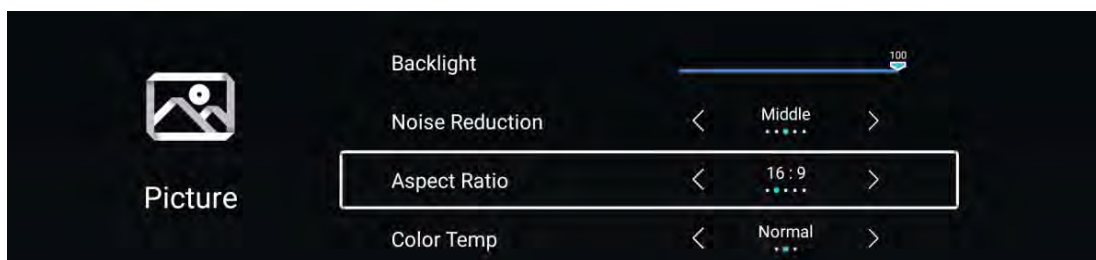 Picture
Backlight 100
Noise Reduction < Middle >
Aspect Ratio < 16 : 9 >
Color Temp < Normal >